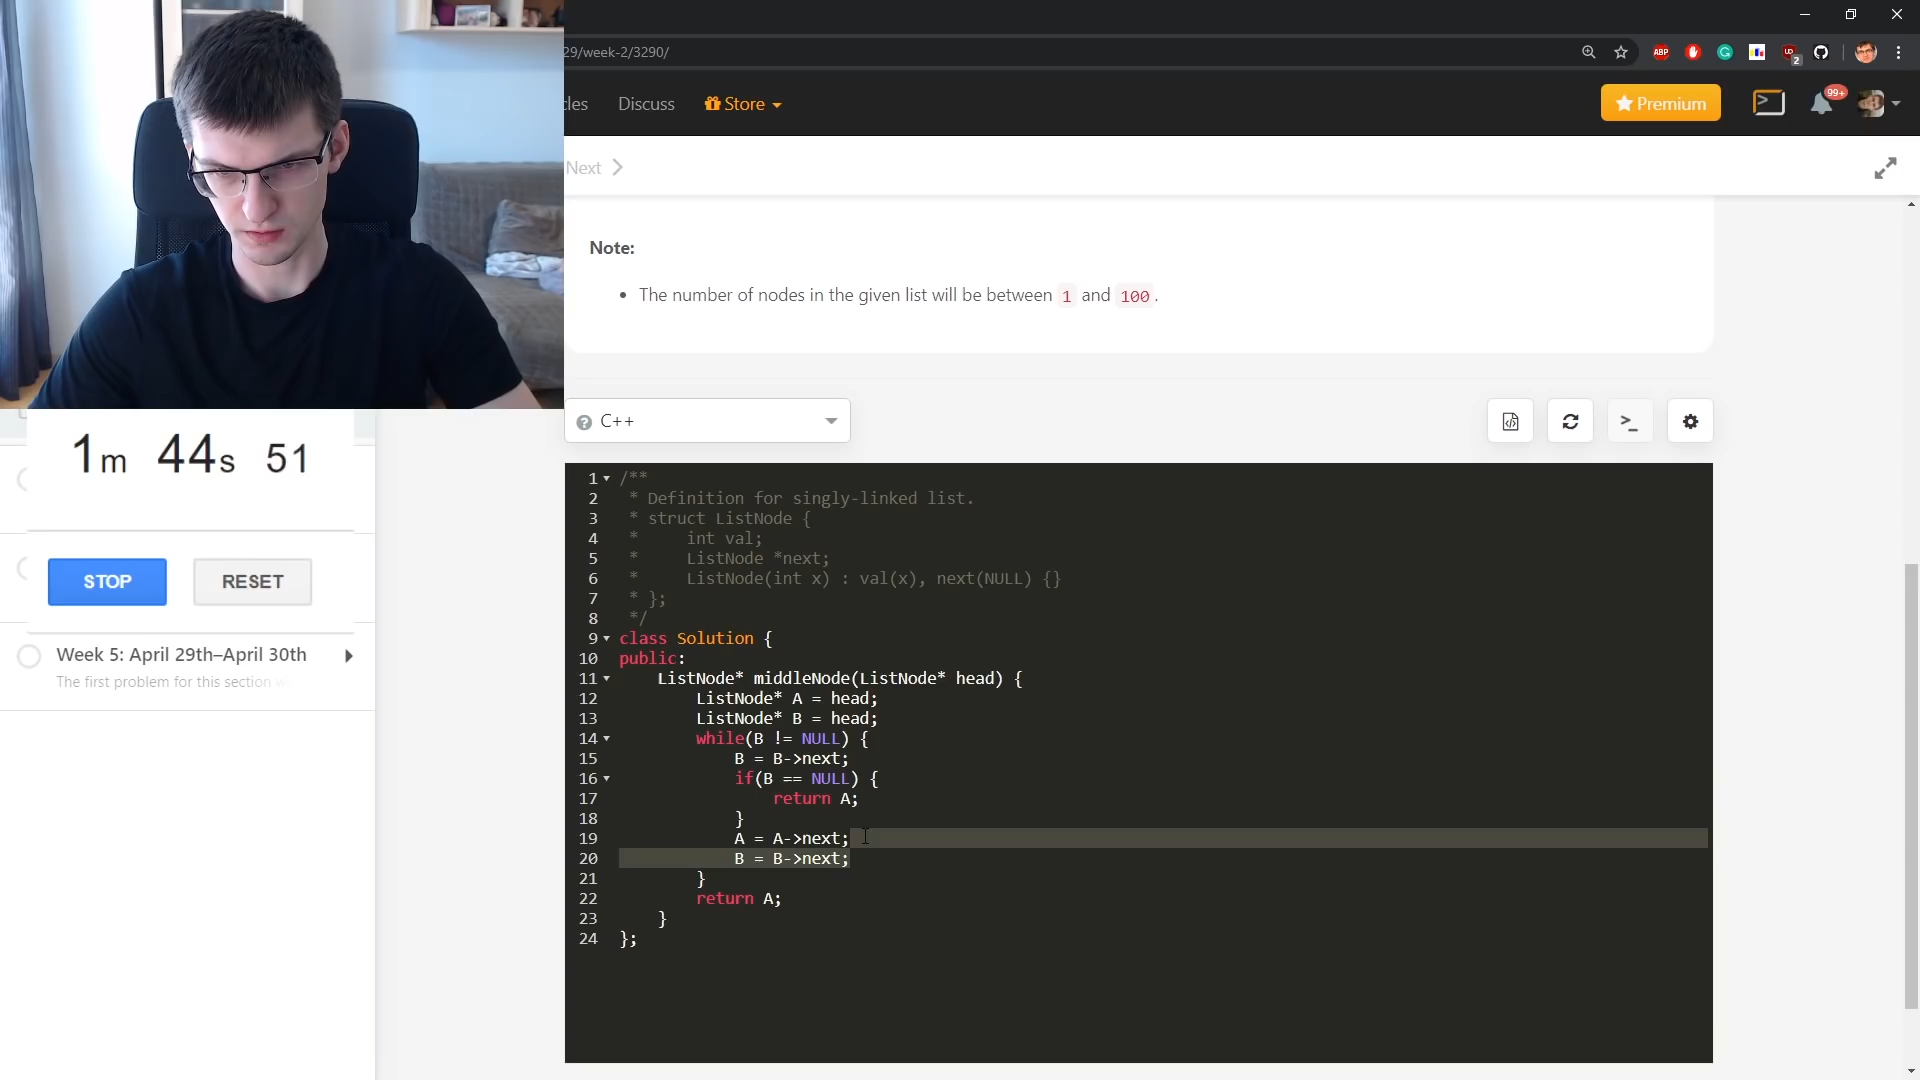 29/week-2/3290/
ABP
UD
2
cles Discuss Store Premium 99+
Next
Note:
The number of nodes in the given list will be between 1 and 100.
C++
1m 44s 51
STOP RESET
Week 5: April 29th–April 30th
The first problem for this section w
1 /**
2 * Definition for singly-linked list.
3 * struct ListNode {
4 * int val;
5 * ListNode *next;
6 * ListNode(int x) : val(x), next(NULL) {}
7 * };
8 */
9 class Solution {
10 public:
11 ListNode* middleNode(ListNode* head) {
12 ListNode* A = head;
13 ListNode* B = head;
14 while(B != NULL) {
15 B = B->next;
16 if(B == NULL) {
17 return A;
18 }
19 A = A->next;
20 B = B->next;
21 }
22 return A;
23 }
24 };